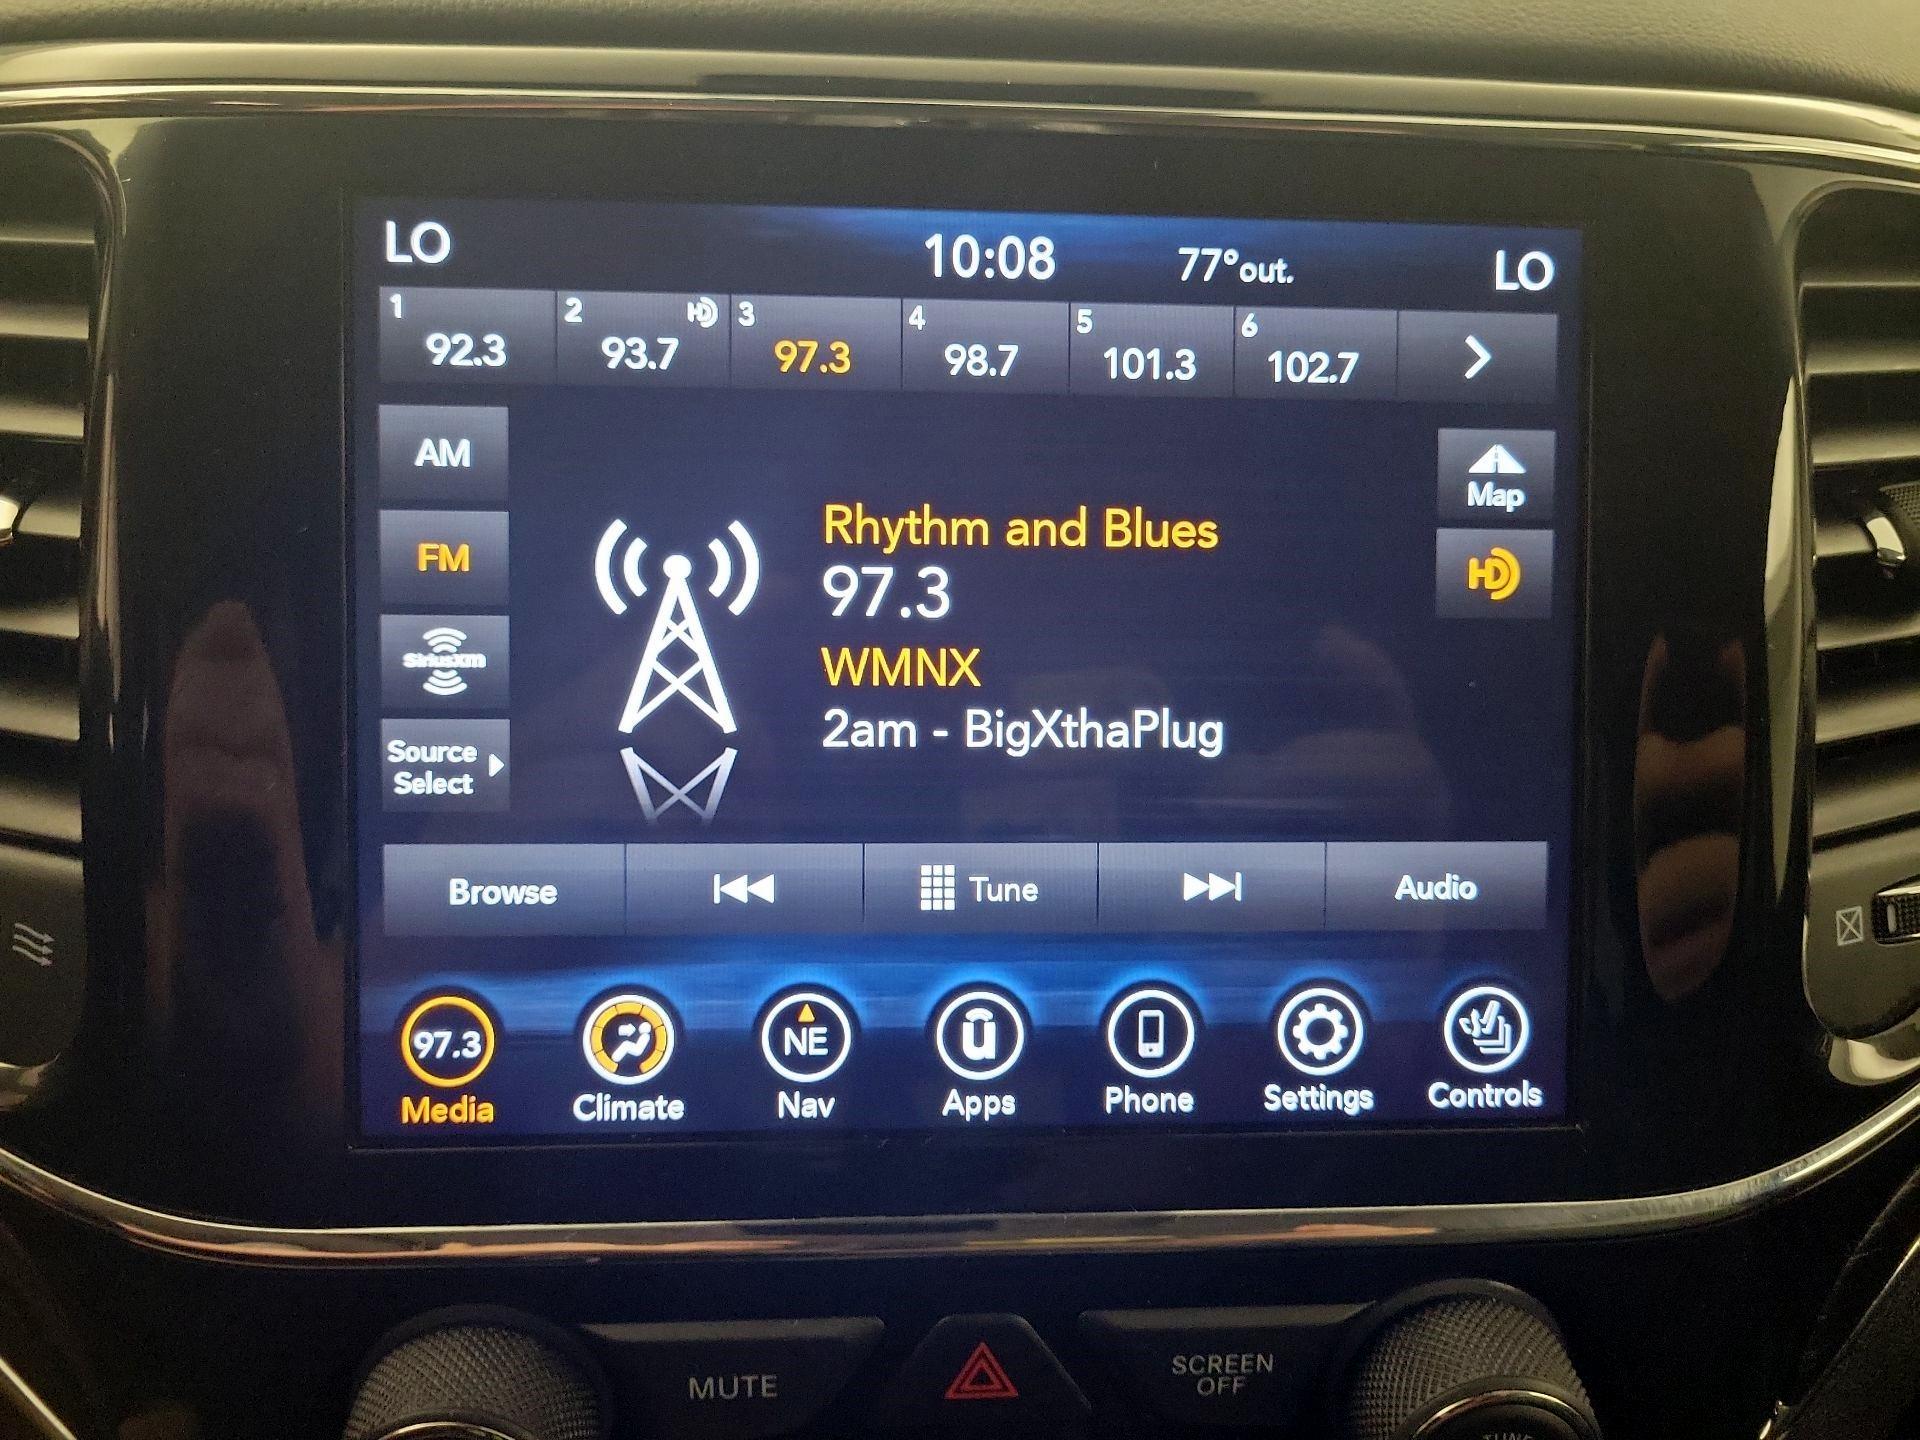 LO 10:08 77°out. LO
1 2 HD 3 4 5 6
92.3 93.7 97.3 98.7 101.3 102.7
AM
Map
Rhythm and Blues
FM
HD
97.3
siriusxm
WMNX
2am - BigXthaPlug
Source
Select
Browse Tune Audio
97.3 NE u
Media Climate Nav Apps Phone Settings Controls
MUTE
SCREEN
OFF